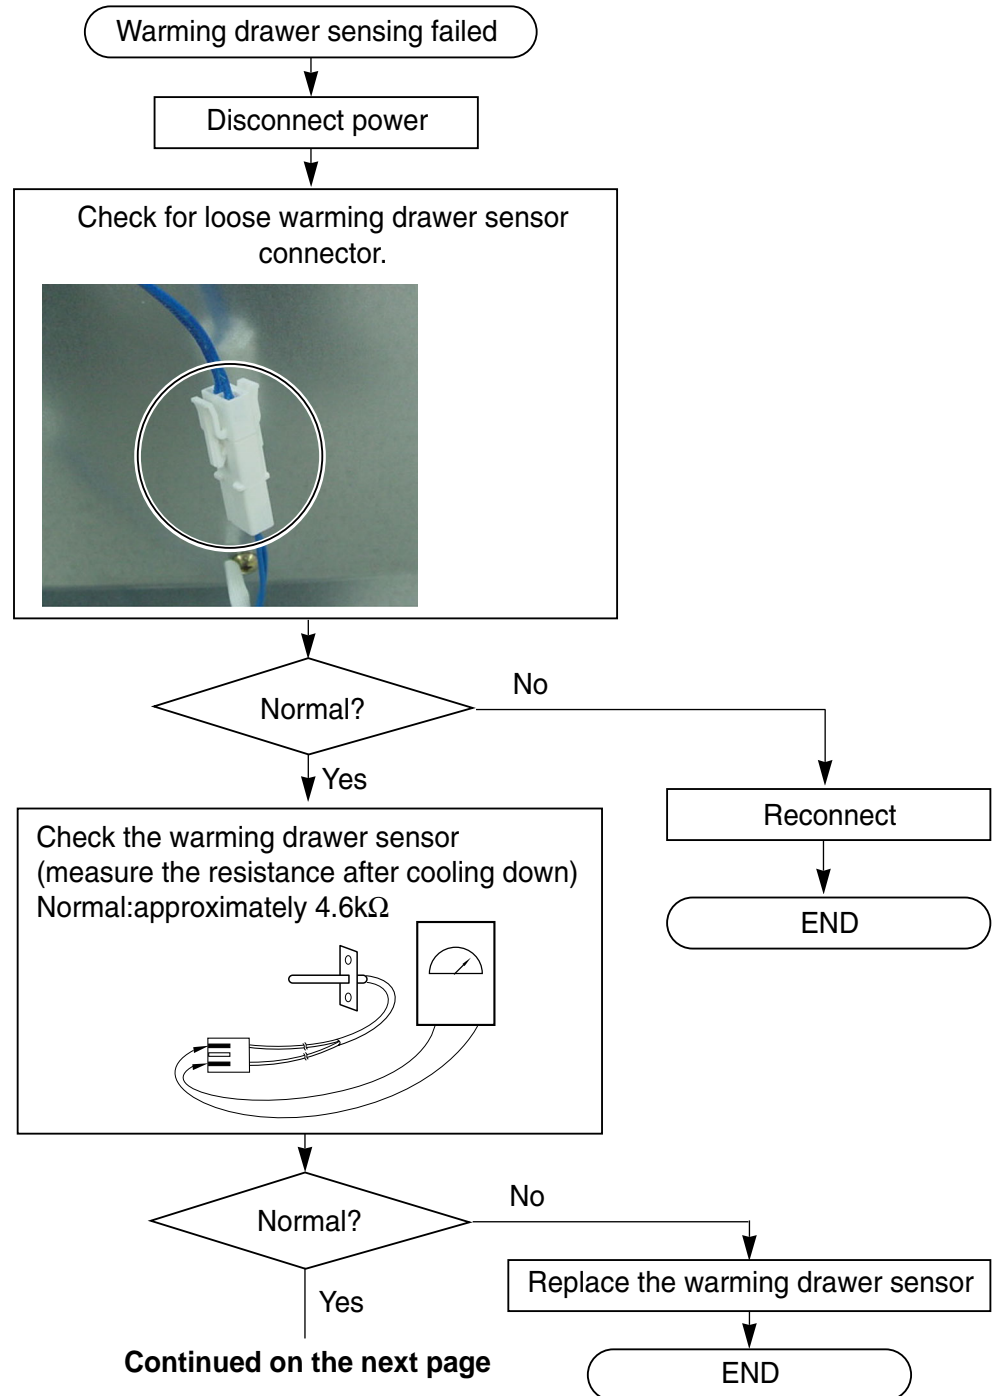 Warming drawer sensing failed
Disconnect power
Check for loose warming drawer sensor
connector.
Normal?
No
Yes
Reconnect
END
Check the warming drawer sensor
(measure the resistance after cooling down)
Normal:approximately 4.6kΩ
Normal?
No
Yes
Replace the warming drawer sensor
END
Continued on the next page